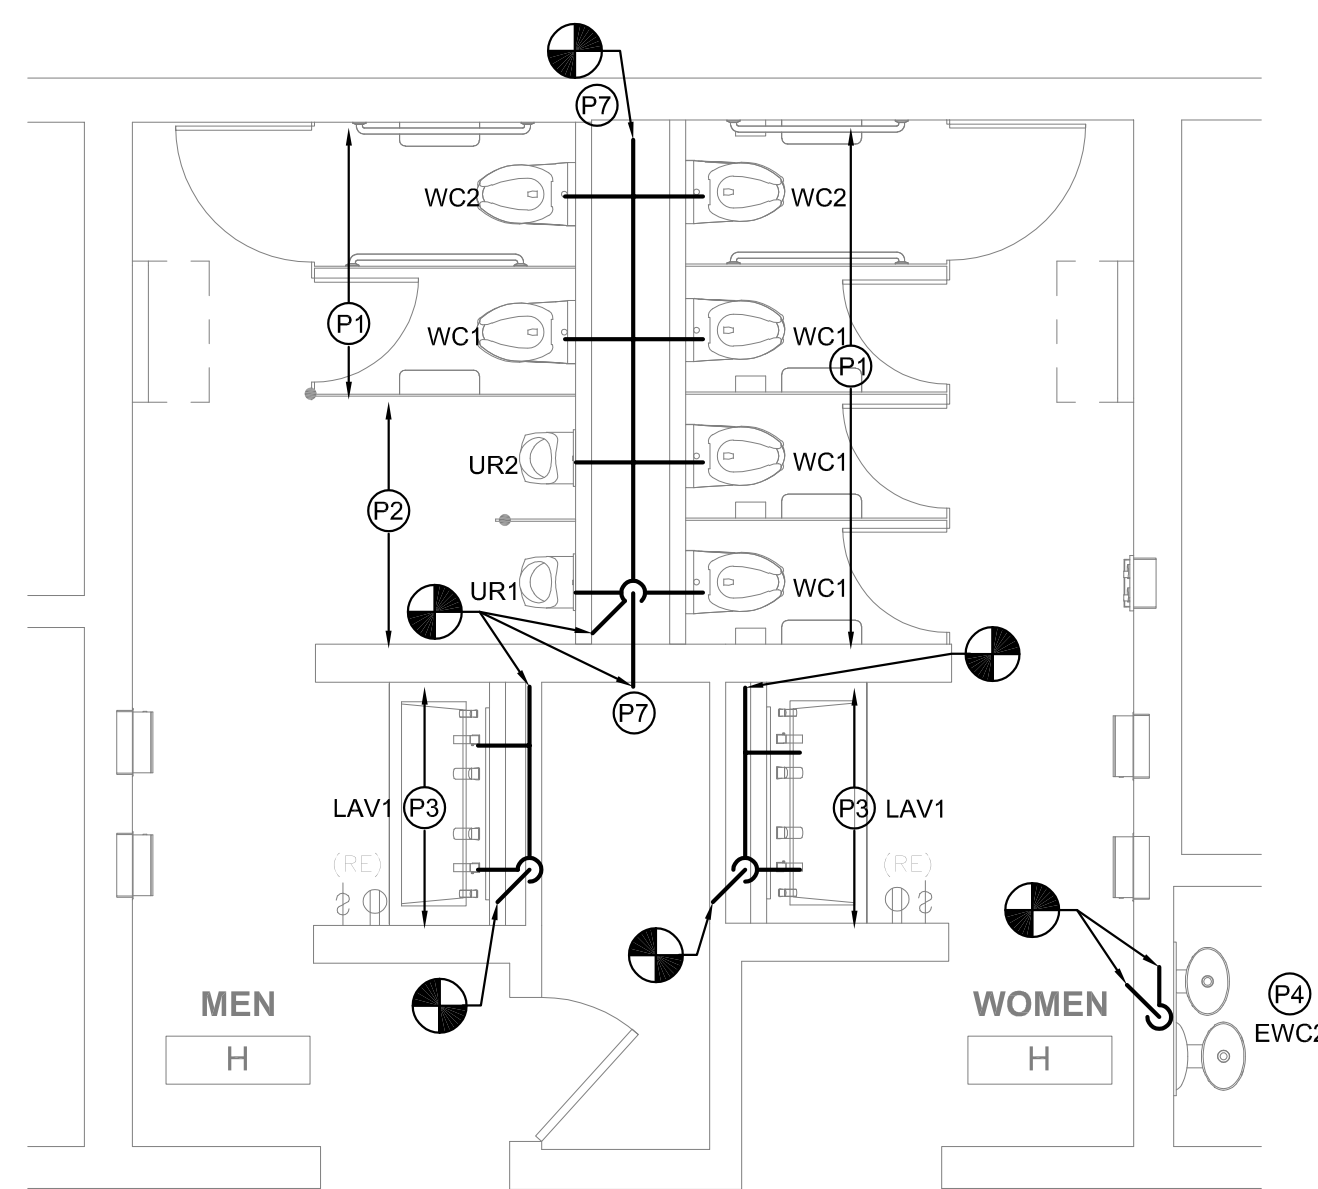 P7
WC2
WC2
P1
WC1
WC1
P1
UR2
WC1
P2
UR1
WC1
P7
LAV1
P3
P3
LAV1
(RE)
(RE)
MEN
WOMEN
P4
EWC2
H
H